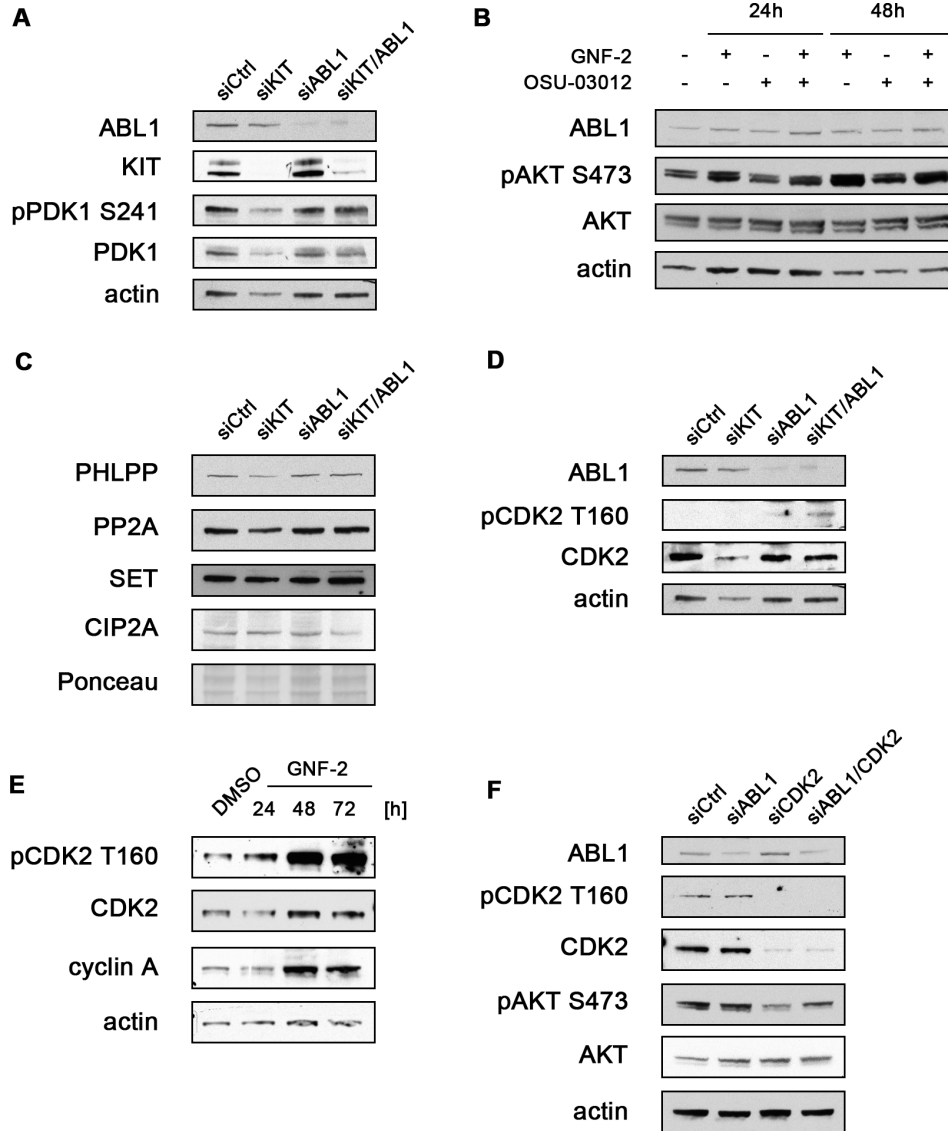 A
siCtrl siKIT siABL1 siKIT/ABL1
ABL1
KIT
pPDK1 S241
PDK1
actin
B
24h 48h
GNF-2 - + - + + - +
OSU-03012 - - + + - + +
ABL1
pAKT S473
AKT
actin
C
siCtrl siKIT siABL1 siKIT/ABL1
PHLPP
PP2A
SET
CIP2A
Ponceau
D
siCtrl siKIT siABL1 siKIT/ABL1
ABL1
pCDK2 T160
CDK2
actin
E
DMSO GNF-2
24 48 72 [h]
pCDK2 T160
CDK2
cyclin A
actin
F
siCtrl siABL1 siCDK2 siABL1/CDK2
ABL1
pCDK2 T160
CDK2
pAKT S473
AKT
actin